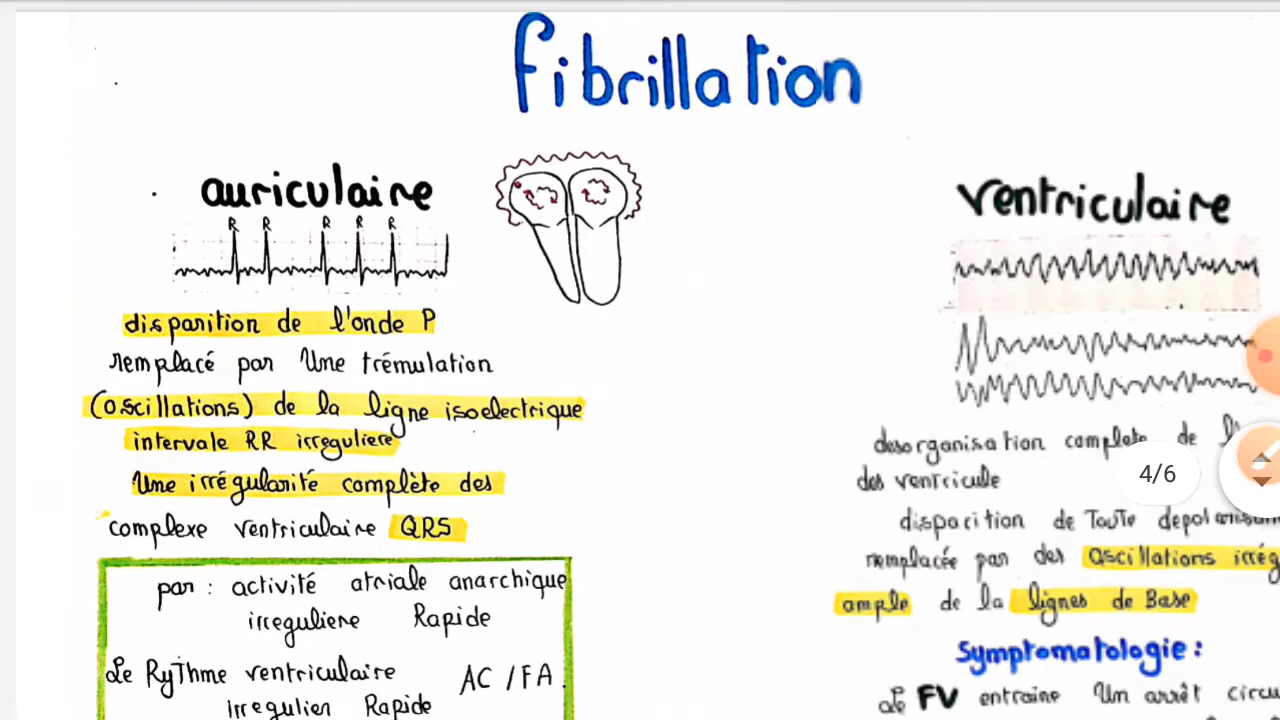 Fibrillation
auriculaire
R R R R R
disparition de l'onde P
remplacé par Une trémulation
(oscillations) de la ligne isoelectrique
intervale RR irreguliere
Une irrégularité complète des
complexe ventriculaire QRS
par : activité atriale anarchique
irreguliere Rapide
Le Rythme ventriculaire AC / FA
Irregulier Rapide
ventriculaire
desorganisation complete de
des ventricule
4/6
disparition de Toute
remplacée par des oscillations
ample de la lignes de Base
Symptomatologie :
Le FV entraine Un arrêt